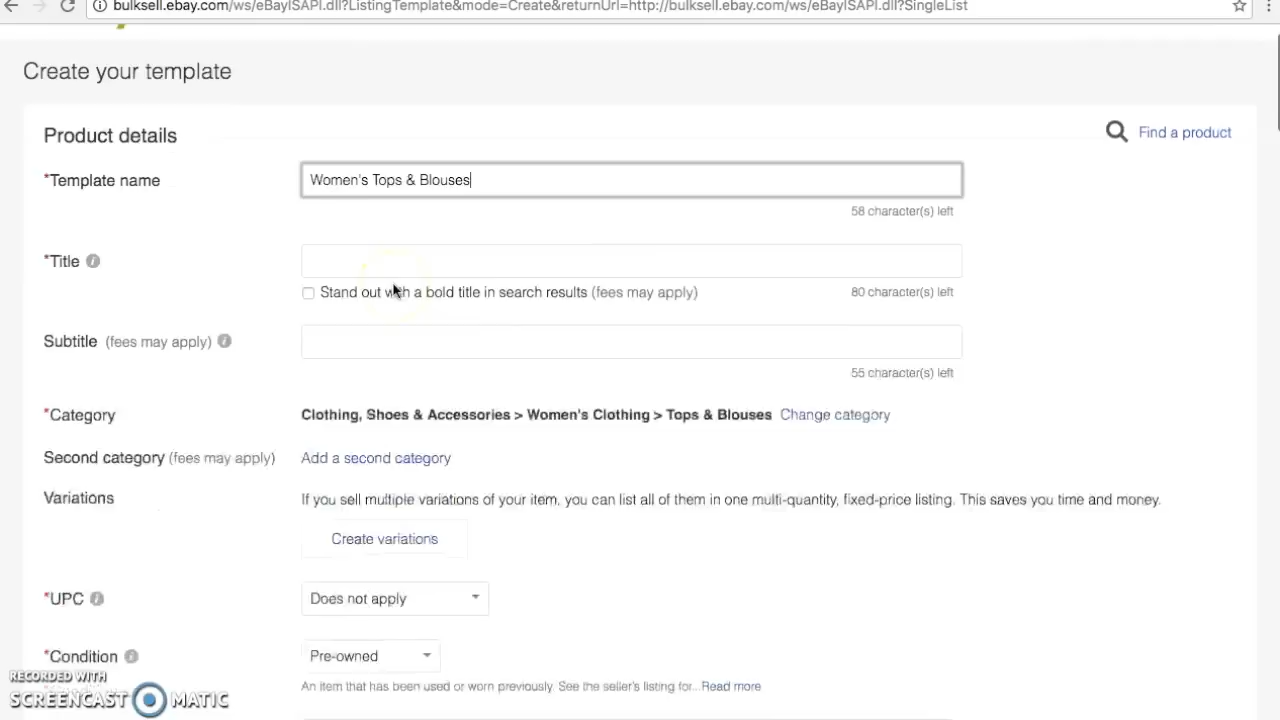 bulksell.ebay.com/ws/eBayISAPI.dll?ListingTemplate&mode=Create&returnUrl=http://bulksell.ebay.com/ws/eBayISAPI.dll?SingleList
Create your template
Product details
Find a product
*Template name
Women's Tops & Blouses
58 character(s) left
*Title
Stand out with a bold title in search results (fees may apply)
80 character(s) left
Subtitle (fees may apply)
55 character(s) left
*Category
Clothing, Shoes & Accessories > Women's Clothing > Tops & Blouses Change category
Second category (fees may apply)
Add a second category
Variations
If you sell multiple variations of your item, you can list all of them in one multi-quantity, fixed-price listing. This saves you time and money.
Create variations
*UPC
Does not apply
*Condition
Pre-owned
An item that has been used or worn previously. See the seller's listing for... Read more
RECORDED WITH
SCREENCAST MATIC